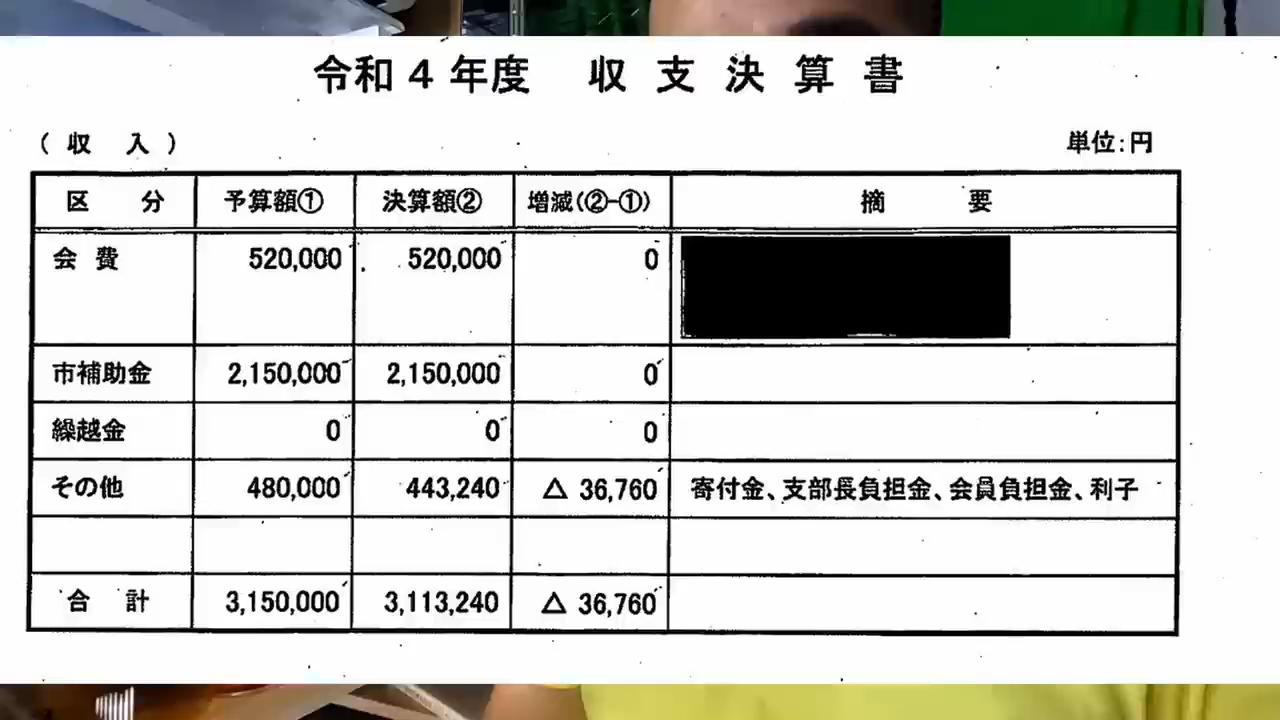 令和4年度 収支決算書
(収 入) 単位:円
区 分 予算額① 決算額② 増減(②-①) 摘 要
会 費 520,000 520,000 0
市補助金 2,150,000 2,150,000 0
繰越金 0 0 0
その他 480,000 443,240 △ 36,760 寄付金、支部長負担金、会員負担金、利子
合 計 3,150,000 3,113,240 △ 36,760